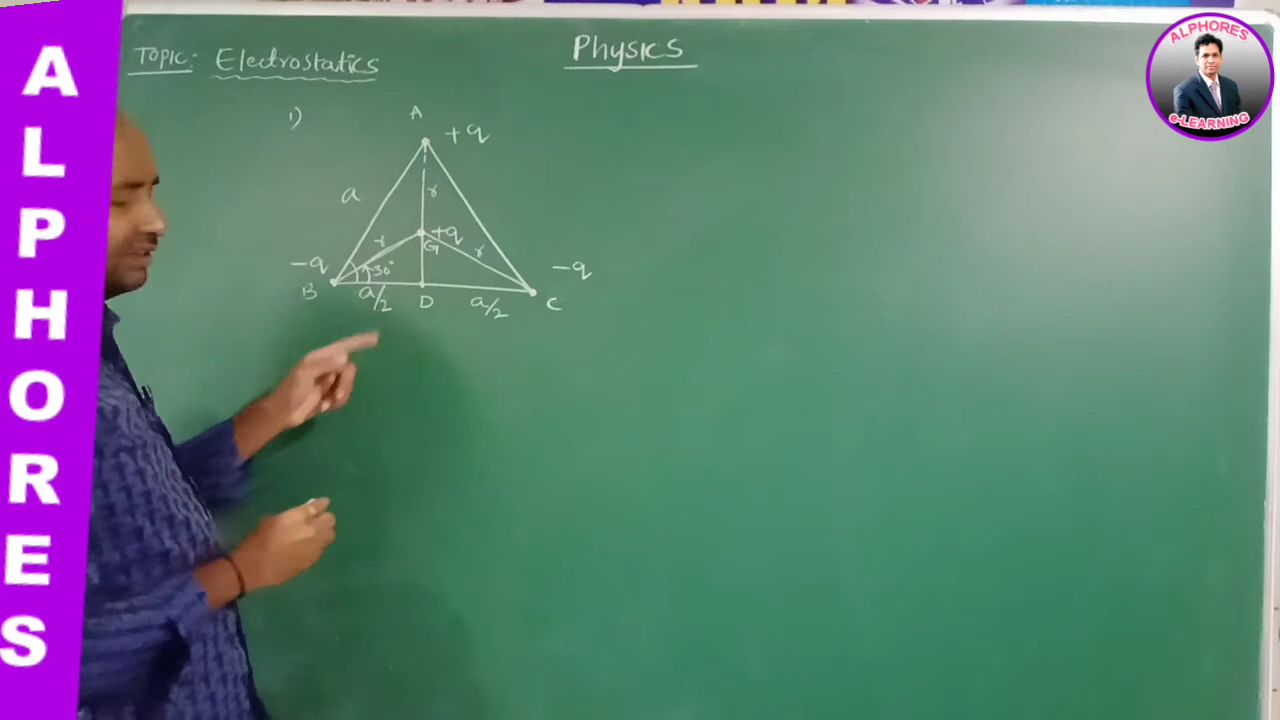 ALPHORES
TOPIC: Electrostatics
Physics
ALPHORES
e-LEARNING
1)
A
+q
a
r
+q
G
r
r
-q
30°
-q
B
a/2
D
a/2
C